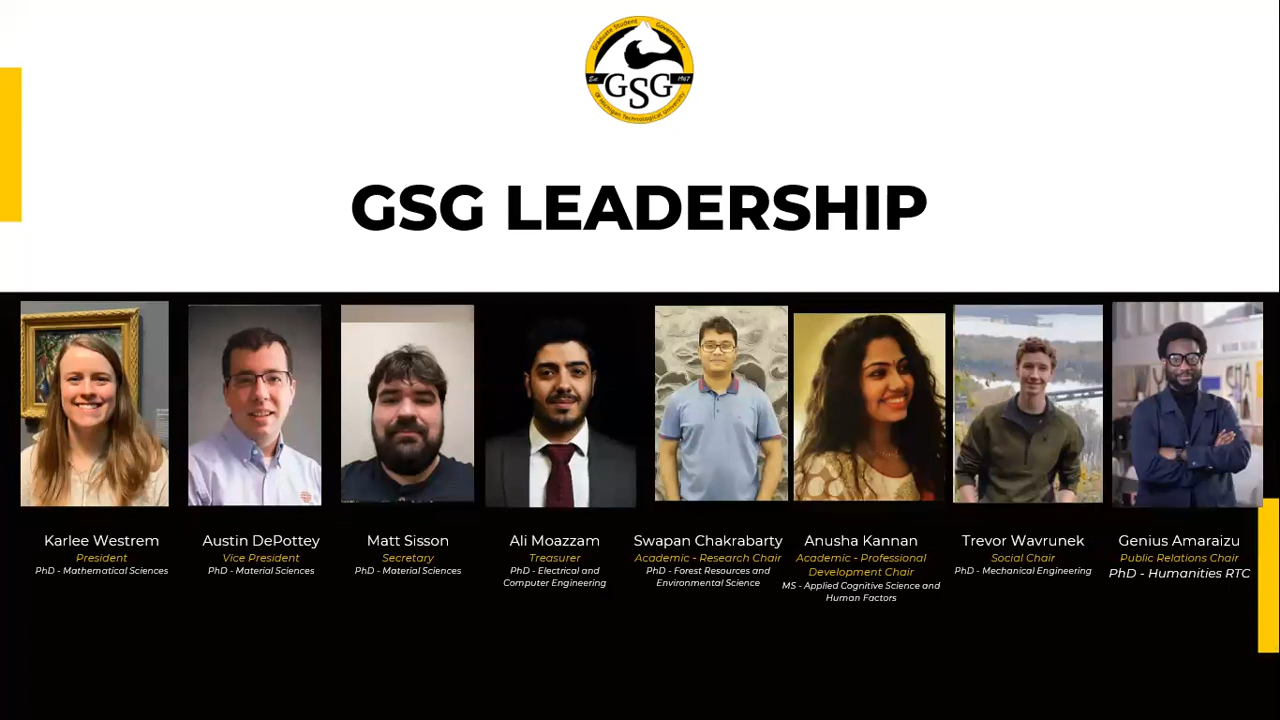 Graduate Student Government
Est. 1967
GSG
Of Michigan Technological University
GSG LEADERSHIP
Karlee Westrem
President
PhD - Mathematical Sciences
Austin DePottey
Vice President
PhD - Material Sciences
Matt Sisson
Secretary
PhD - Material Sciences
Ali Moazzam
Treasurer
PhD - Electrical and
Computer Engineering
Swapan Chakrabarty
Academic - Research Chair
PhD - Forest Resources and
Environmental Science
Anusha Kannan
Academic - Professional
Development Chair
MS - Applied Cognitive Science and
Human Factors
Trevor Wavrunek
Social Chair
PhD - Mechanical Engineering
Genius Amaraizu
Public Relations Chair
PhD - Humanities RTC